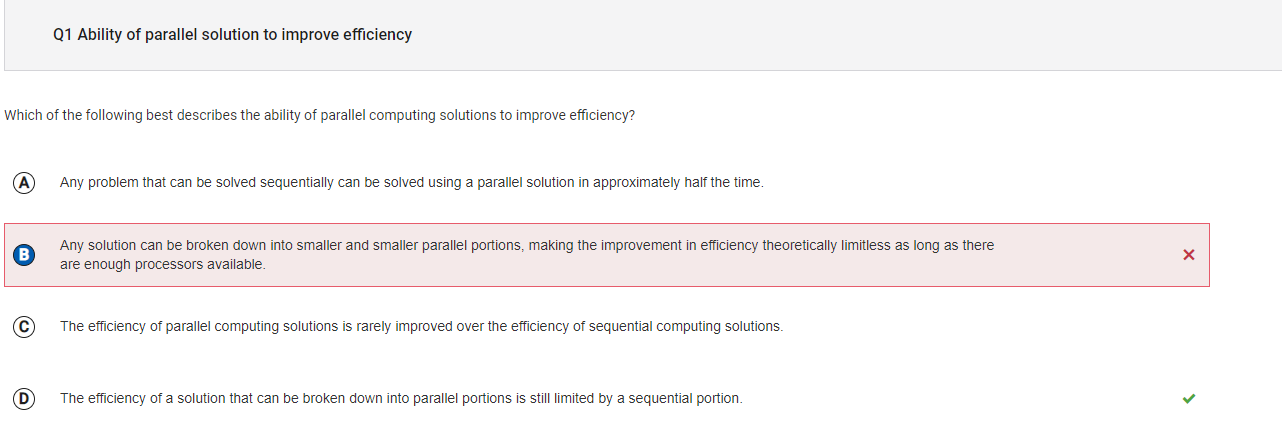 Q1 Ability of parallel solution to improve efficiency
Which of the following best describes the ability of parallel computing solutions to improve efficiency?
A Any problem that can be solved sequentially can be solved using a parallel solution in approximately half the time.
B Any solution can be broken down into smaller and smaller parallel portions, making the improvement in efficiency theoretically limitless as long as there
are enough processors available.
C The efficiency of parallel computing solutions is rarely improved over the efficiency of sequential computing solutions.
D The efficiency of a solution that can be broken down into parallel portions is still limited by a sequential portion.